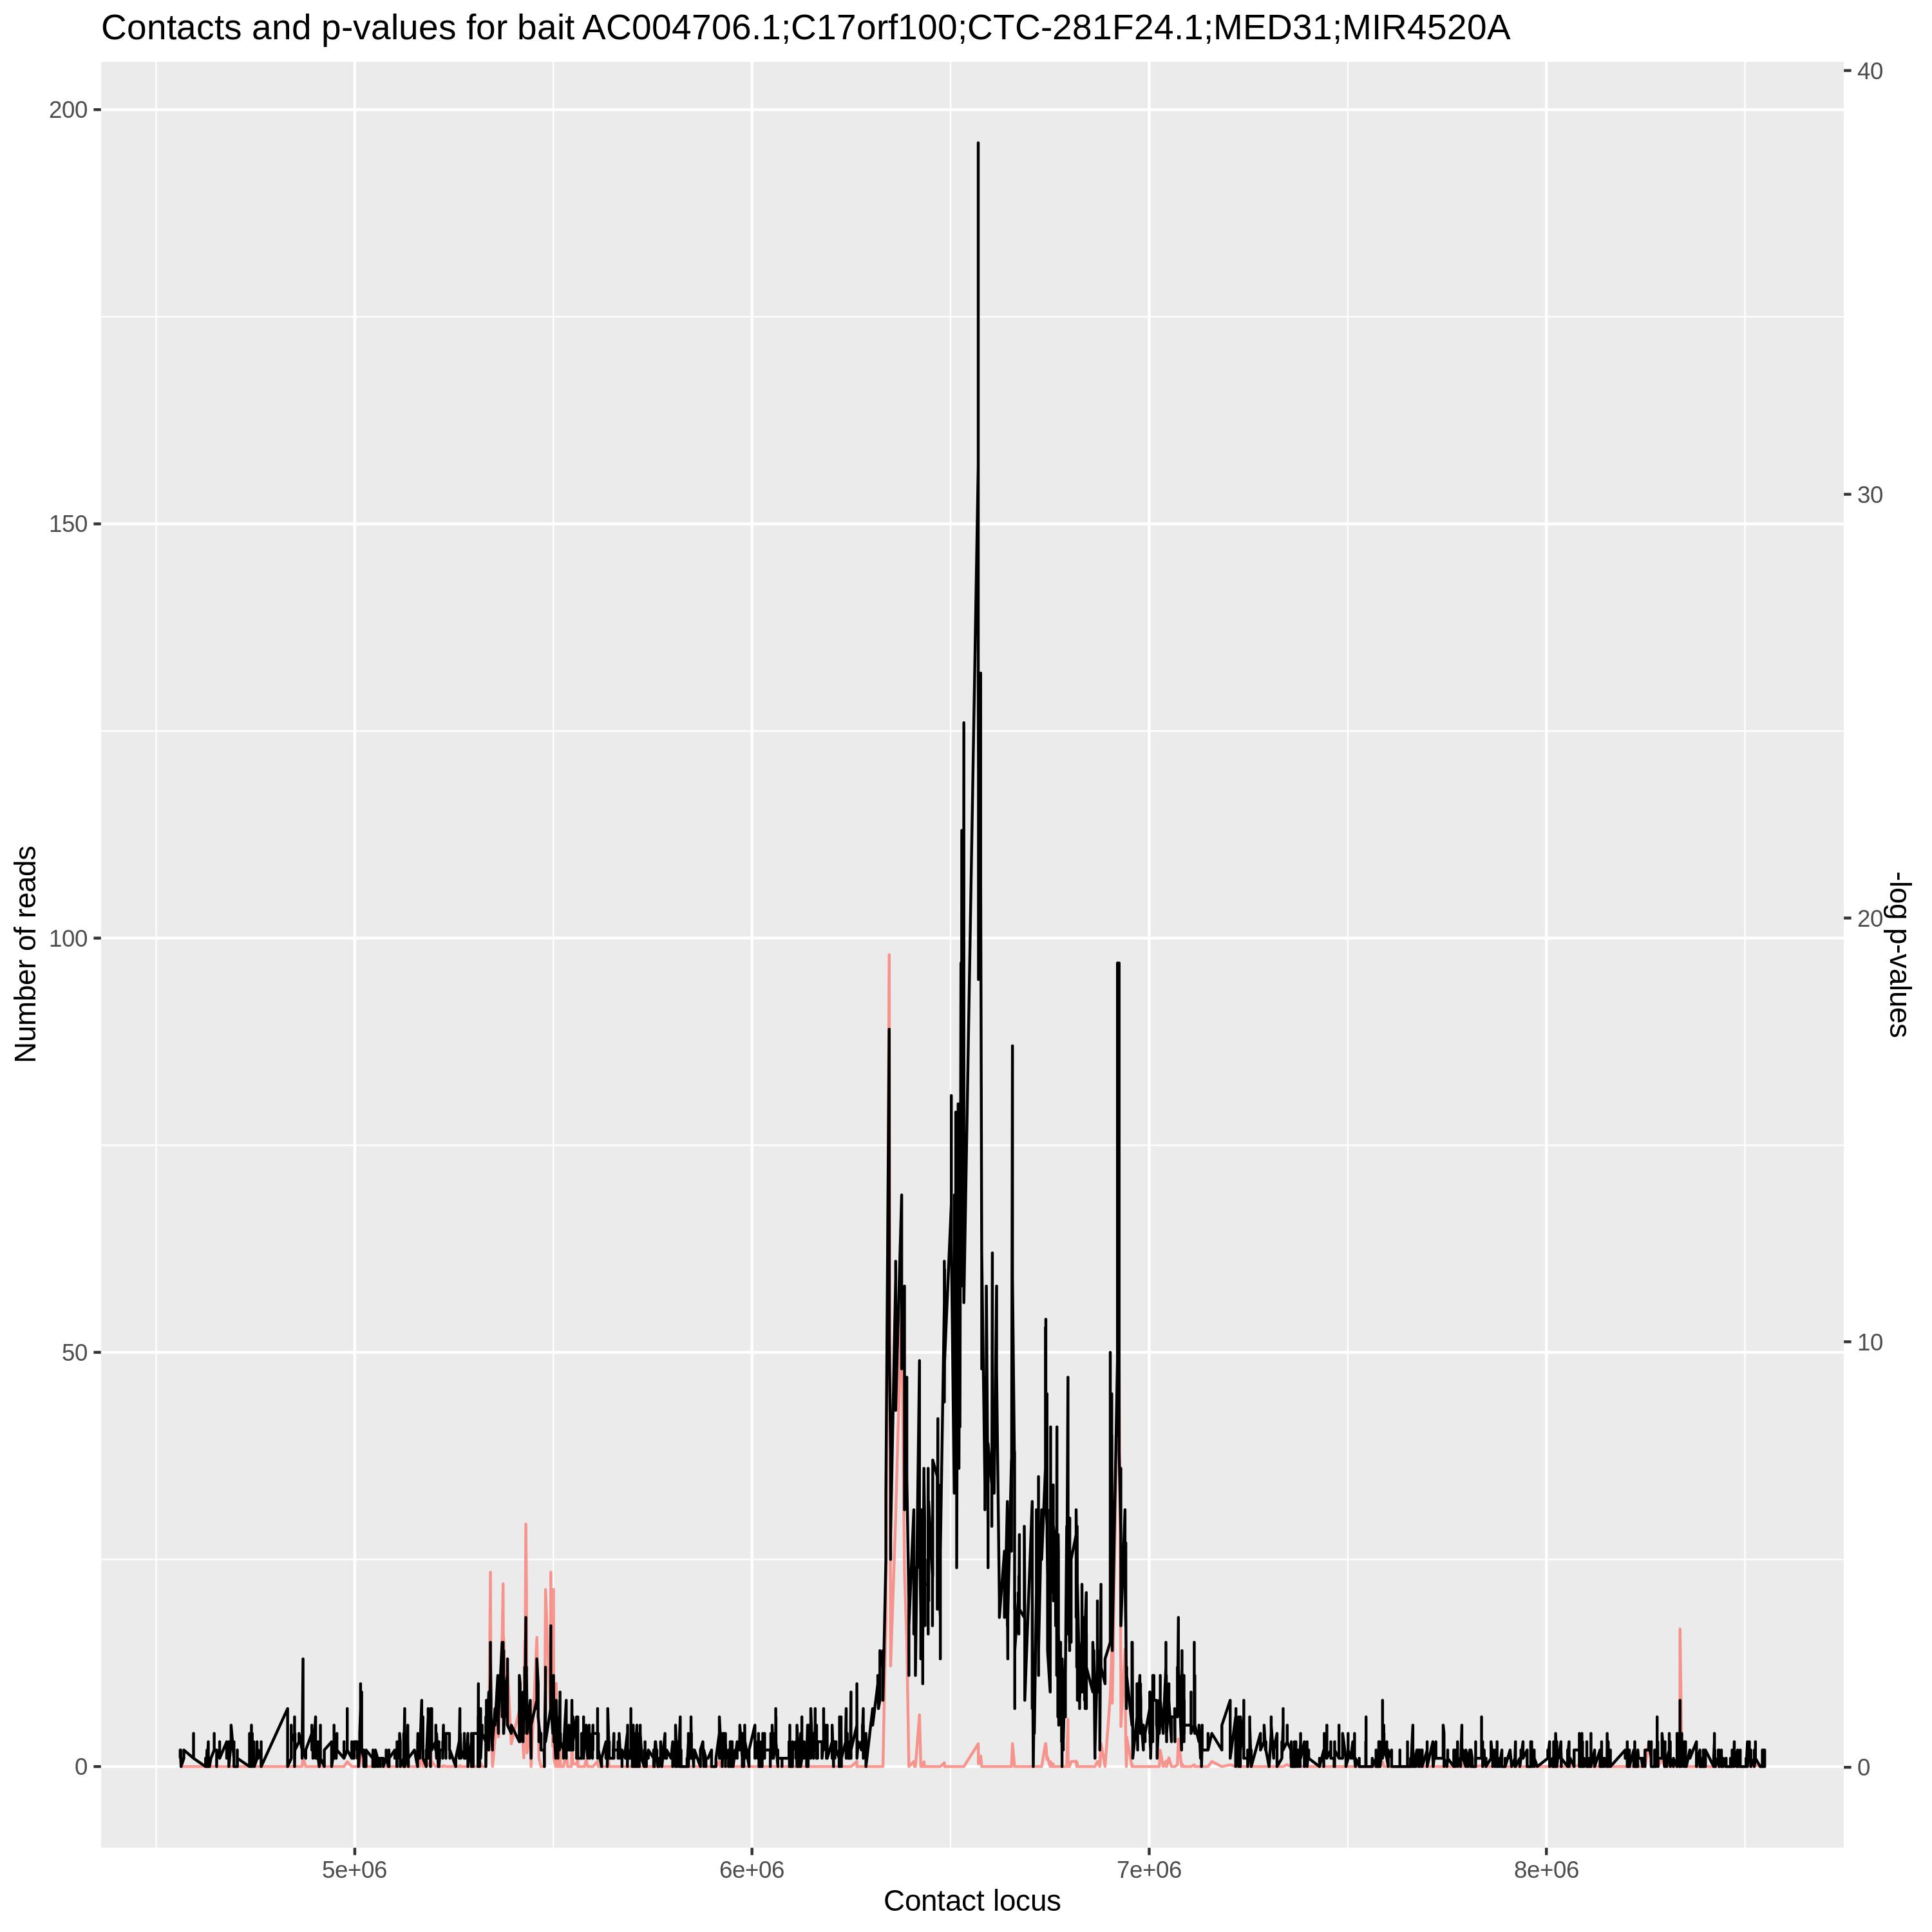 Contacts and p-values for bait AC004706.1;C17orf100;CTC-281F24.1;MED31;MIR4520A
200
150
100
50
0
Number of reads
40
30
20
10
0
-log p-values
5e+06
6e+06
7e+06
8e+06
Contact locus